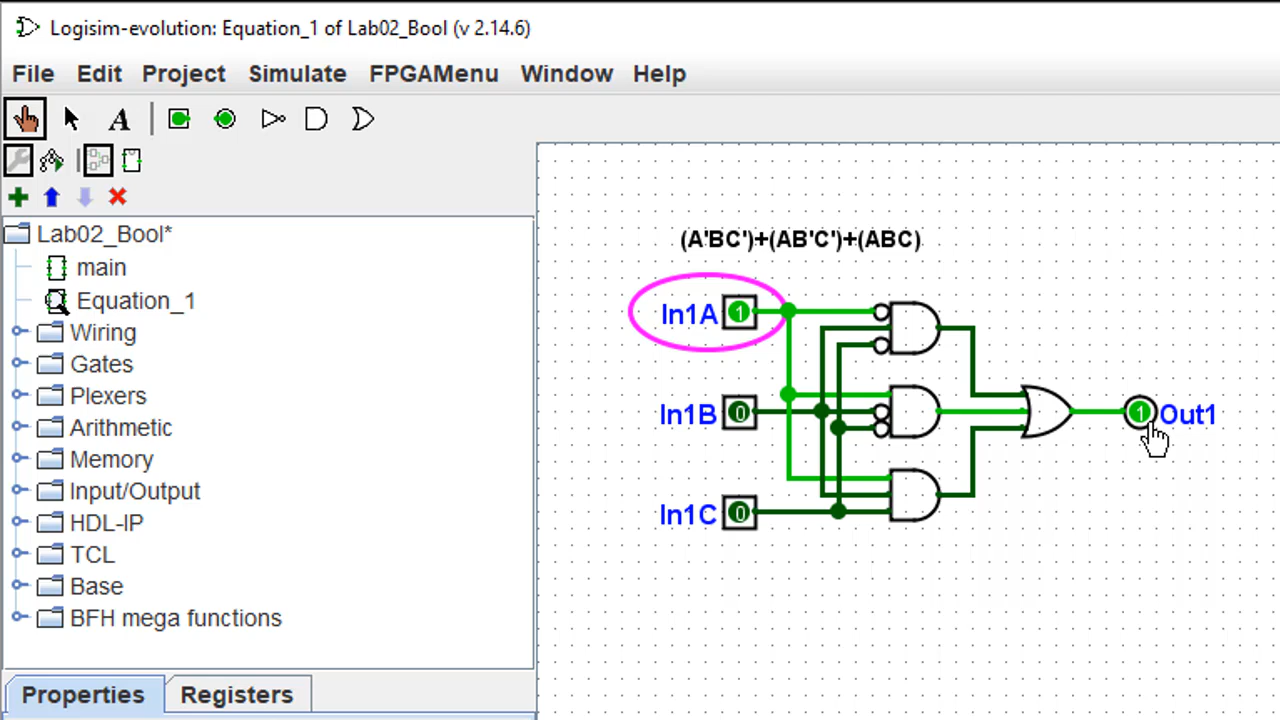 Logisim-evolution: Equation_1 of Lab02_Bool (v 2.14.6)
File Edit Project Simulate FPGAMenu Window Help
A
Lab02_Bool*
main
Equation_1
Wiring
Gates
Plexers
Arithmetic
Memory
Input/Output
HDL-IP
TCL
Base
BFH mega functions
Properties Registers
(A'BC')+(AB'C')+(ABC)
In1A 1
In1B 0
1 Out1
In1C 0